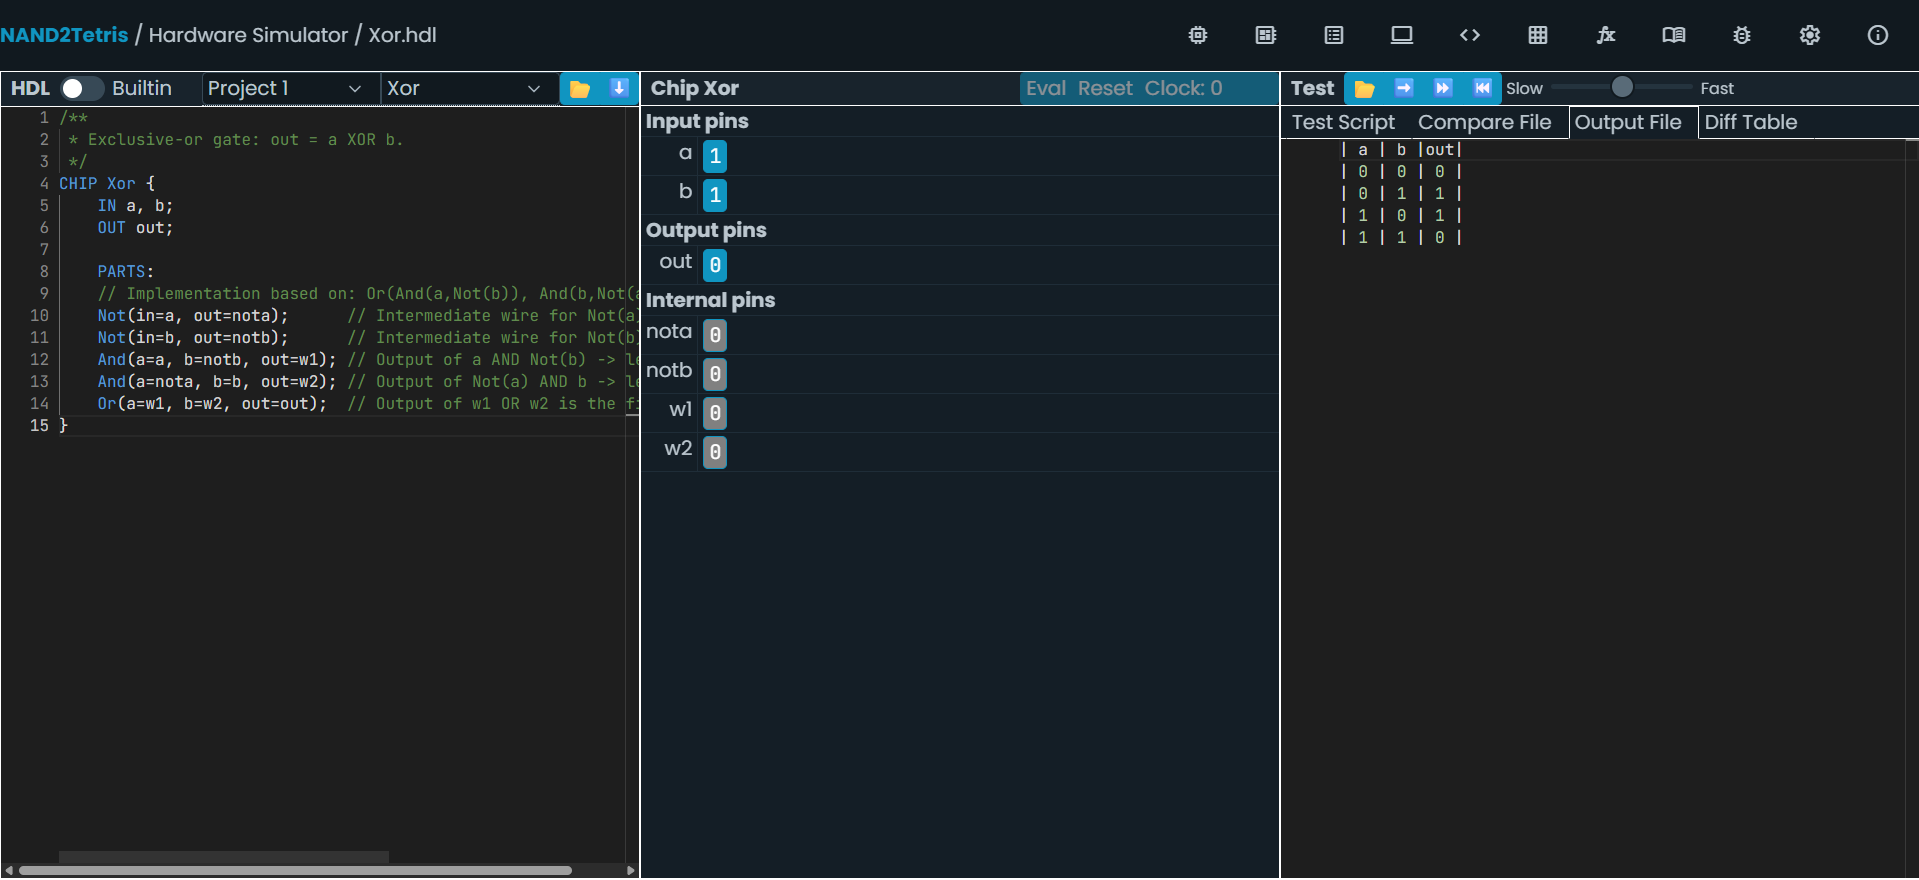 NAND2Tetris / Hardware Simulator / Xor.hdl
HDL Builtin Project 1 Xor
1 /**
2  * Exclusive-or gate: out = a XOR b.
3  */
4 CHIP Xor {
5     IN a, b;
6     OUT out;
7
8     PARTS:
9     // Implementation based on: Or(And(a,Not(b)), And(b,Not(a
10     Not(in=a, out=nota);      // Intermediate wire for Not(a)
11     Not(in=b, out=notb);      // Intermediate wire for Not(b)
12     And(a=a, b=notb, out=w1); // Output of a AND Not(b) -> le
13     And(a=nota, b=b, out=w2); // Output of Not(a) AND b -> le
14     Or(a=w1, b=w2, out=out);  // Output of w1 OR w2 is the fi
15 }
Chip Xor Eval Reset Clock: 0
Input pins
a 1
b 1
Output pins
out 0
Internal pins
nota 0
notb 0
w1 0
w2 0
Test Slow Fast
Test Script Compare File Output File Diff Table
| a | b |out|
| 0 | 0 | 0 |
| 0 | 1 | 1 |
| 1 | 0 | 1 |
| 1 | 1 | 0 |